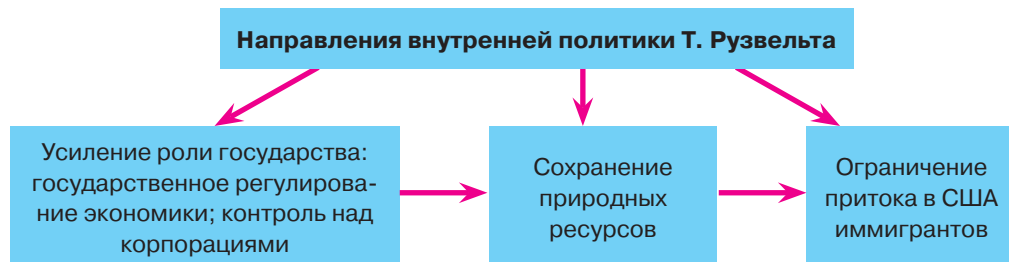 Направления внутренней политики Т. Рузвельта
Усиление роли государства:
государственное регулирова-
ние экономики; контроль над
корпорациями
Сохранение
природных
ресурсов
Ограничение
притока в США
иммигрантов